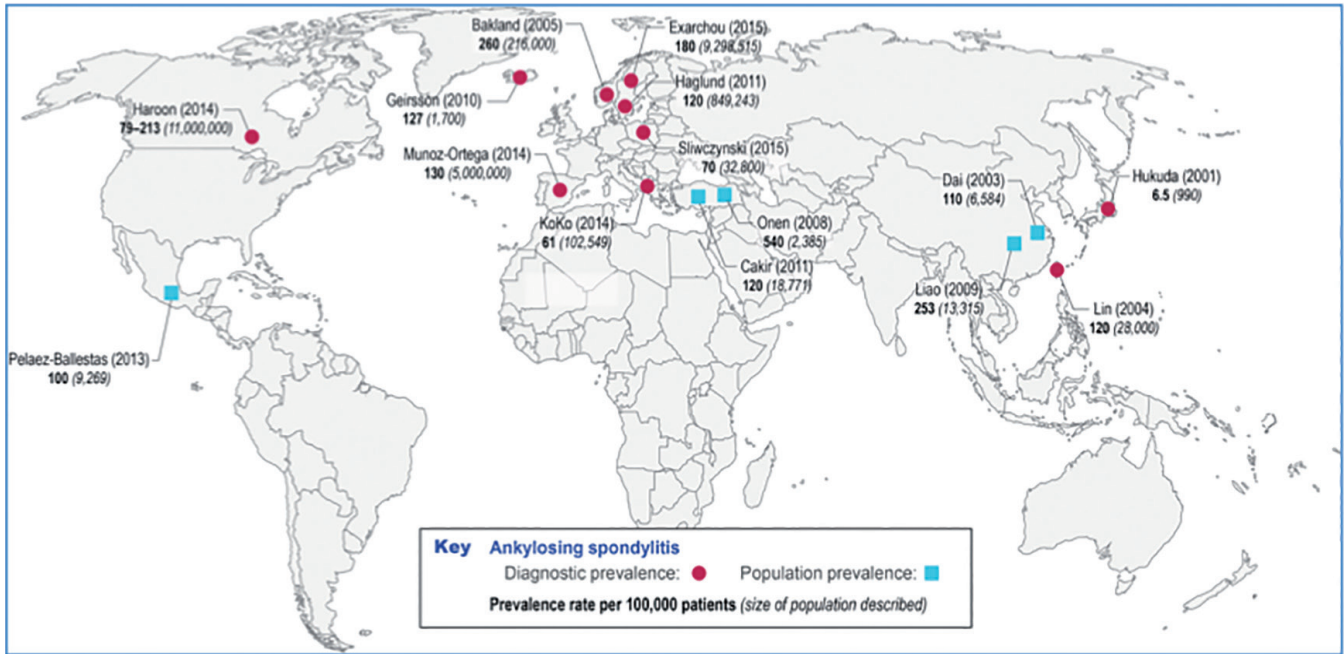 Bakland (2005)
260 (216,000)
Exarchou (2015)
180 (9,298,515)
Geirsson (2010)
127 (1,700)
Haglund (2011)
120 (849,243)
Haroon (2014)
79–213 (11,000,000)
Munoz-Ortega (2014)
130 (5,000,000)
Sliwczynski (2015)
70 (32,800)
Dai (2003)
110 (6,584)
Hukuda (2001)
6.5 (990)
KoKo (2014)
61 (102,549)
Onen (2008)
540 (2,385)
Cakir (2011)
120 (18,771)
Liao (2009)
253 (13,315)
Lin (2004)
120 (28,000)
Pelaez-Ballestas (2013)
100 (9,269)
Key Ankylosing spondylitis
Diagnostic prevalence: Population prevalence:
Prevalence rate per 100,000 patients (size of population described)